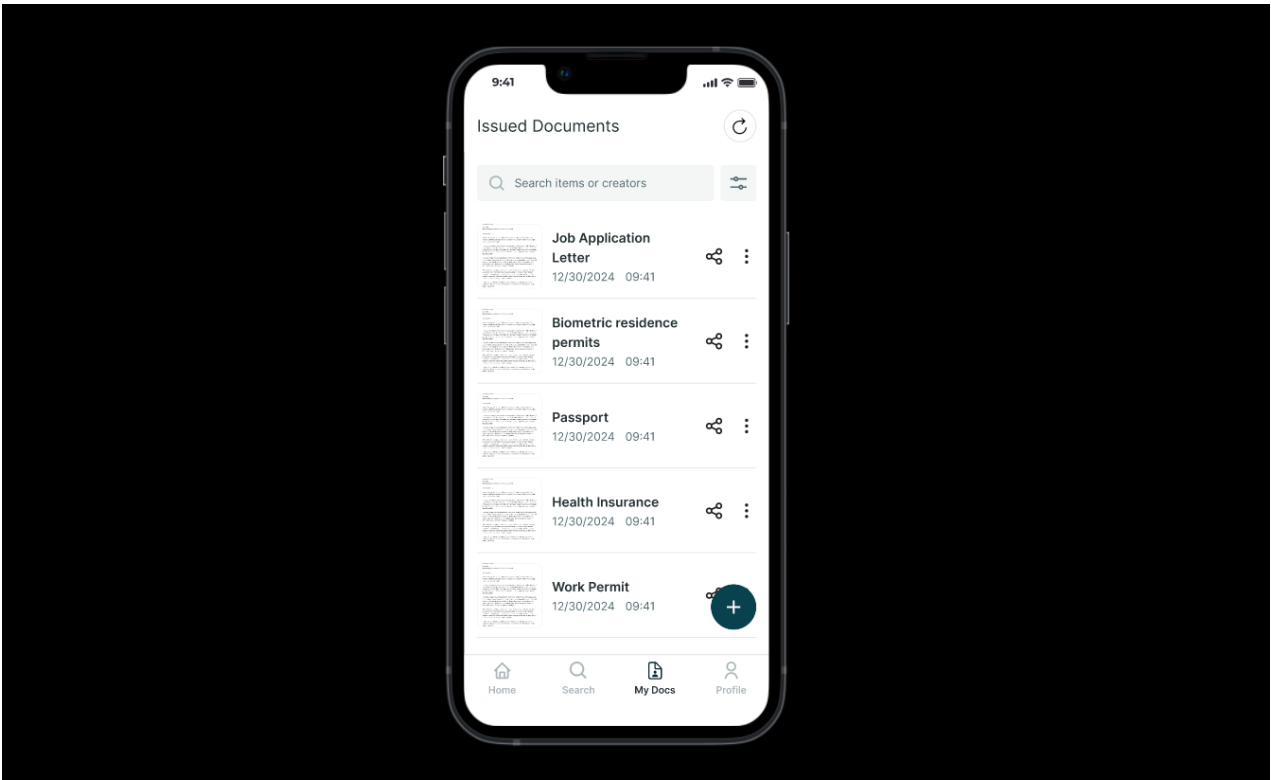 9:41
Issued Documents
Search items or creators
Job Application
Letter
12/30/2024 09:41
Biometric residence
permits
12/30/2024 09:41
Passport
12/30/2024 09:41
Health Insurance
12/30/2024 09:41
Work Permit
12/30/2024 09:41
Home Search My Docs Profile